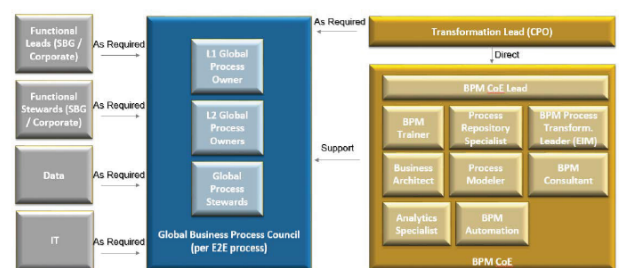 Functional
Leads (SBG /
Corporate)
As Required
Functional
Stewards (SBG
/ Corporate)
As Required
Data
As Required
IT
As Required
L1 Global
Process
Owner
L2 Global
Process
Owners
Global
Process
Stewards
Global Business Process Council
(per E2E process)
As Required
Support
Transformation Lead (CPO)
Direct
BPM CoE Lead
BPM
Trainer
Process
Repository
Specialist
BPM Process
Transform.
Leader (EIM)
Business
Architect
Process
Modeler
BPM
Consultant
Analytics
Specialist
BPM
Automation
BPM CoE